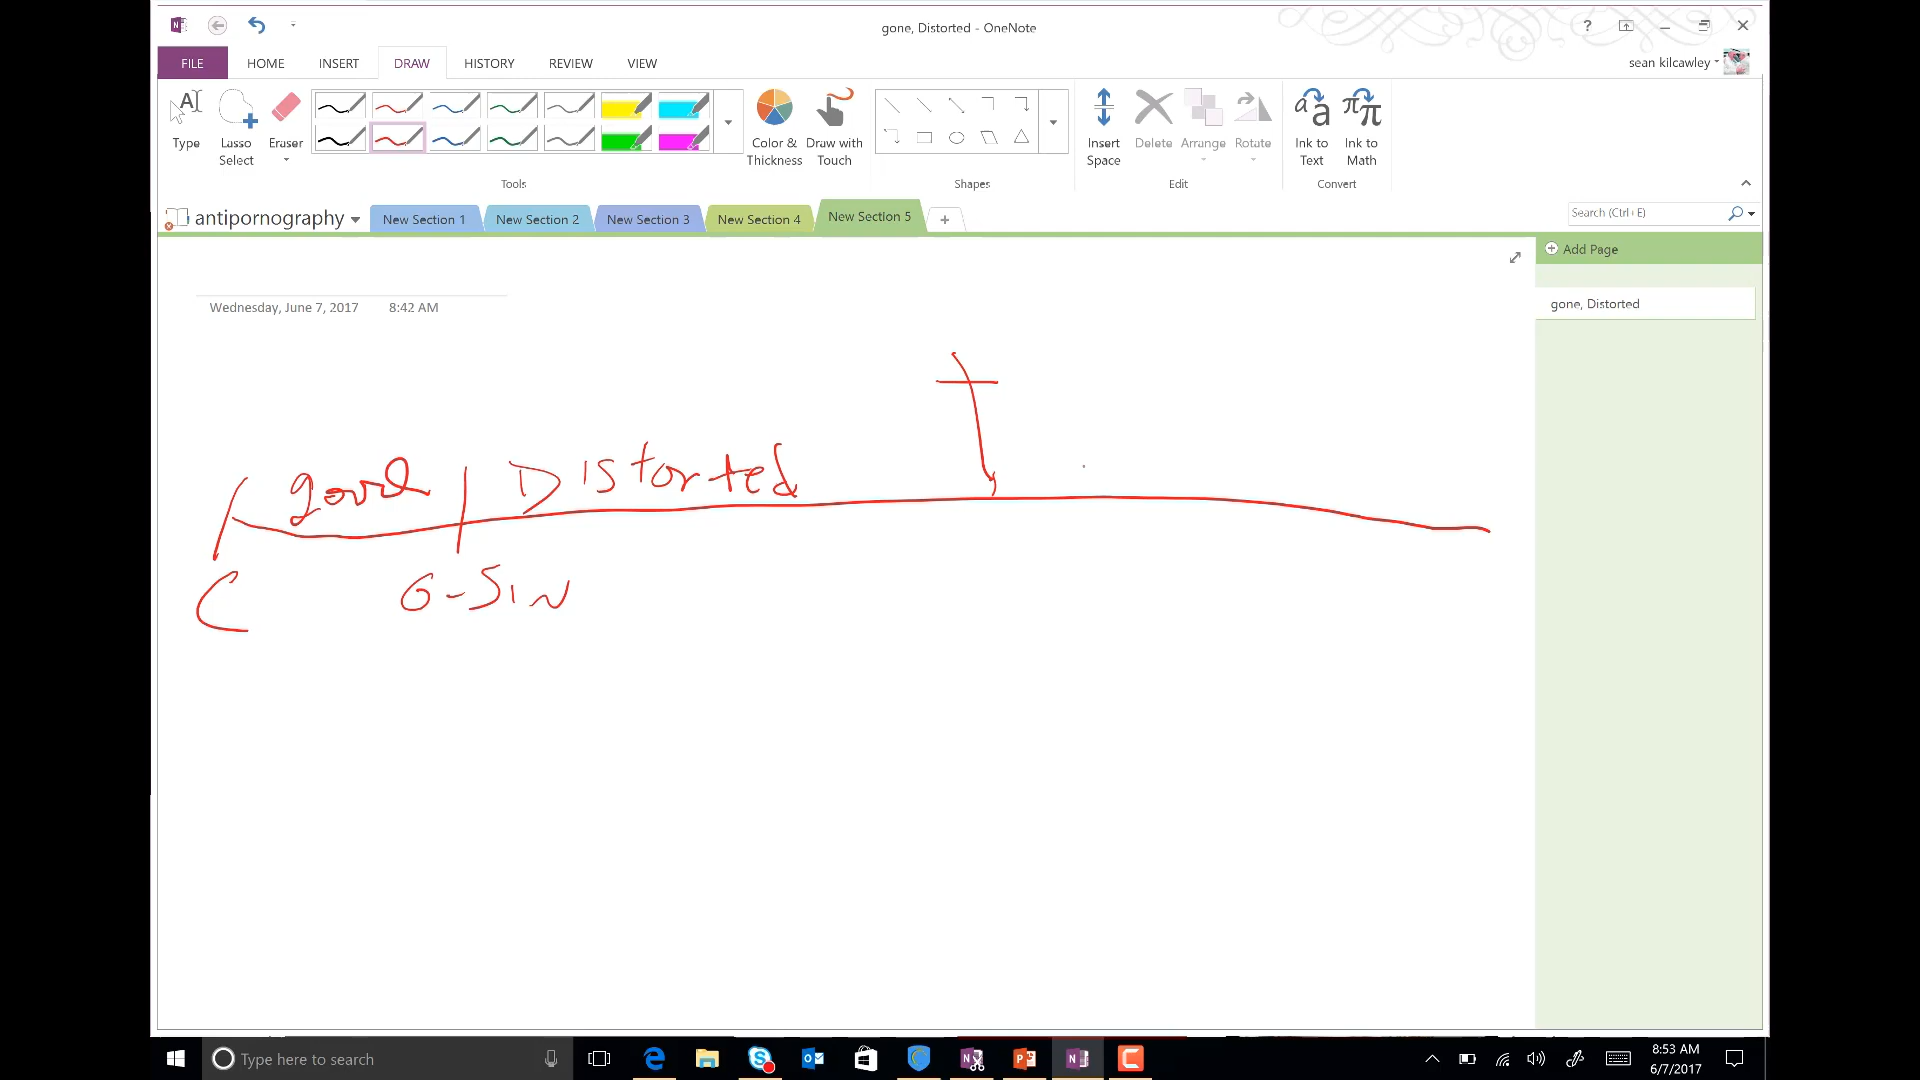 gone, Distorted - OneNote
?
FILE HOME INSERT DRAW HISTORY REVIEW VIEW
sean kilcawley
Type
Lasso
Select
Eraser
Color &
Thickness
Draw with
Touch
Insert
Space
Delete
Arrange
Rotate
Ink to
Text
Ink to
Math
Tools
Shapes
Edit
Convert
antipornography
New Section 1
New Section 2
New Section 3
New Section 4
New Section 5
Search (Ctrl+E)
Add Page
gone, Distorted
Wednesday, June 7, 2017 8:42 AM
good Distorted
C
G-Sin
Type here to search
8:53 AM
6/7/2017